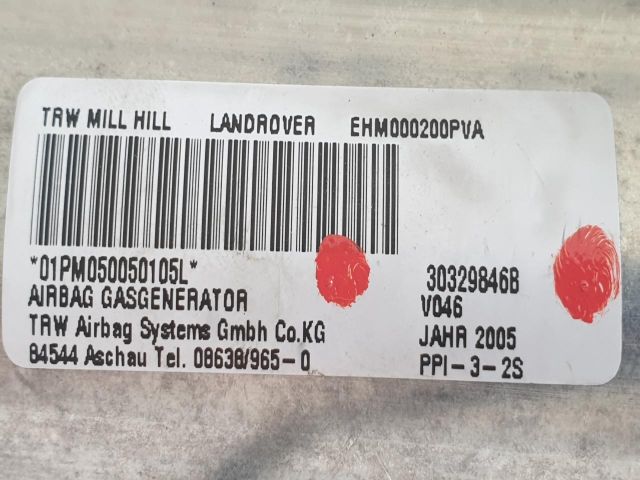 TRW MILL HILL LANDROVER EHM000200PVA
*01PM050050105L* 30329846B
AIRBAG GASGENERATOR V046
TRW Airbag Systems Gmbh Co.KG JAHR 2005
84544 Aschau Tel. 08638/965-0 PPI-3-2S